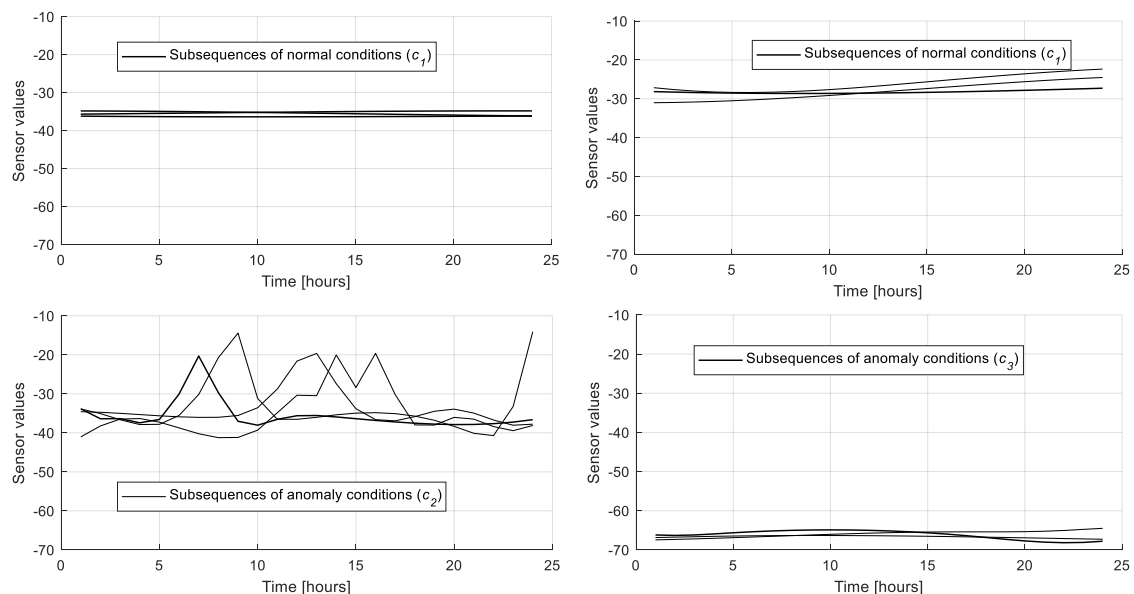 -10
-20
-30
-40
-50
-60
-70
Sensor values
Subsequences of normal conditions (c1)
0 5 10 15 20 25
Time [hours]
-10
-20
-30
-40
-50
-60
-70
Sensor values
Subsequences of normal conditions (c1)
0 5 10 15 20 25
Time [hours]
-10
-20
-30
-40
-50
-60
-70
Sensor values
Subsequences of anomaly conditions (c2)
0 5 10 15 20 25
Time [hours]
-10
-20
-30
-40
-50
-60
-70
Sensor values
Subsequences of anomaly conditions (c3)
0 5 10 15 20 25
Time [hours]